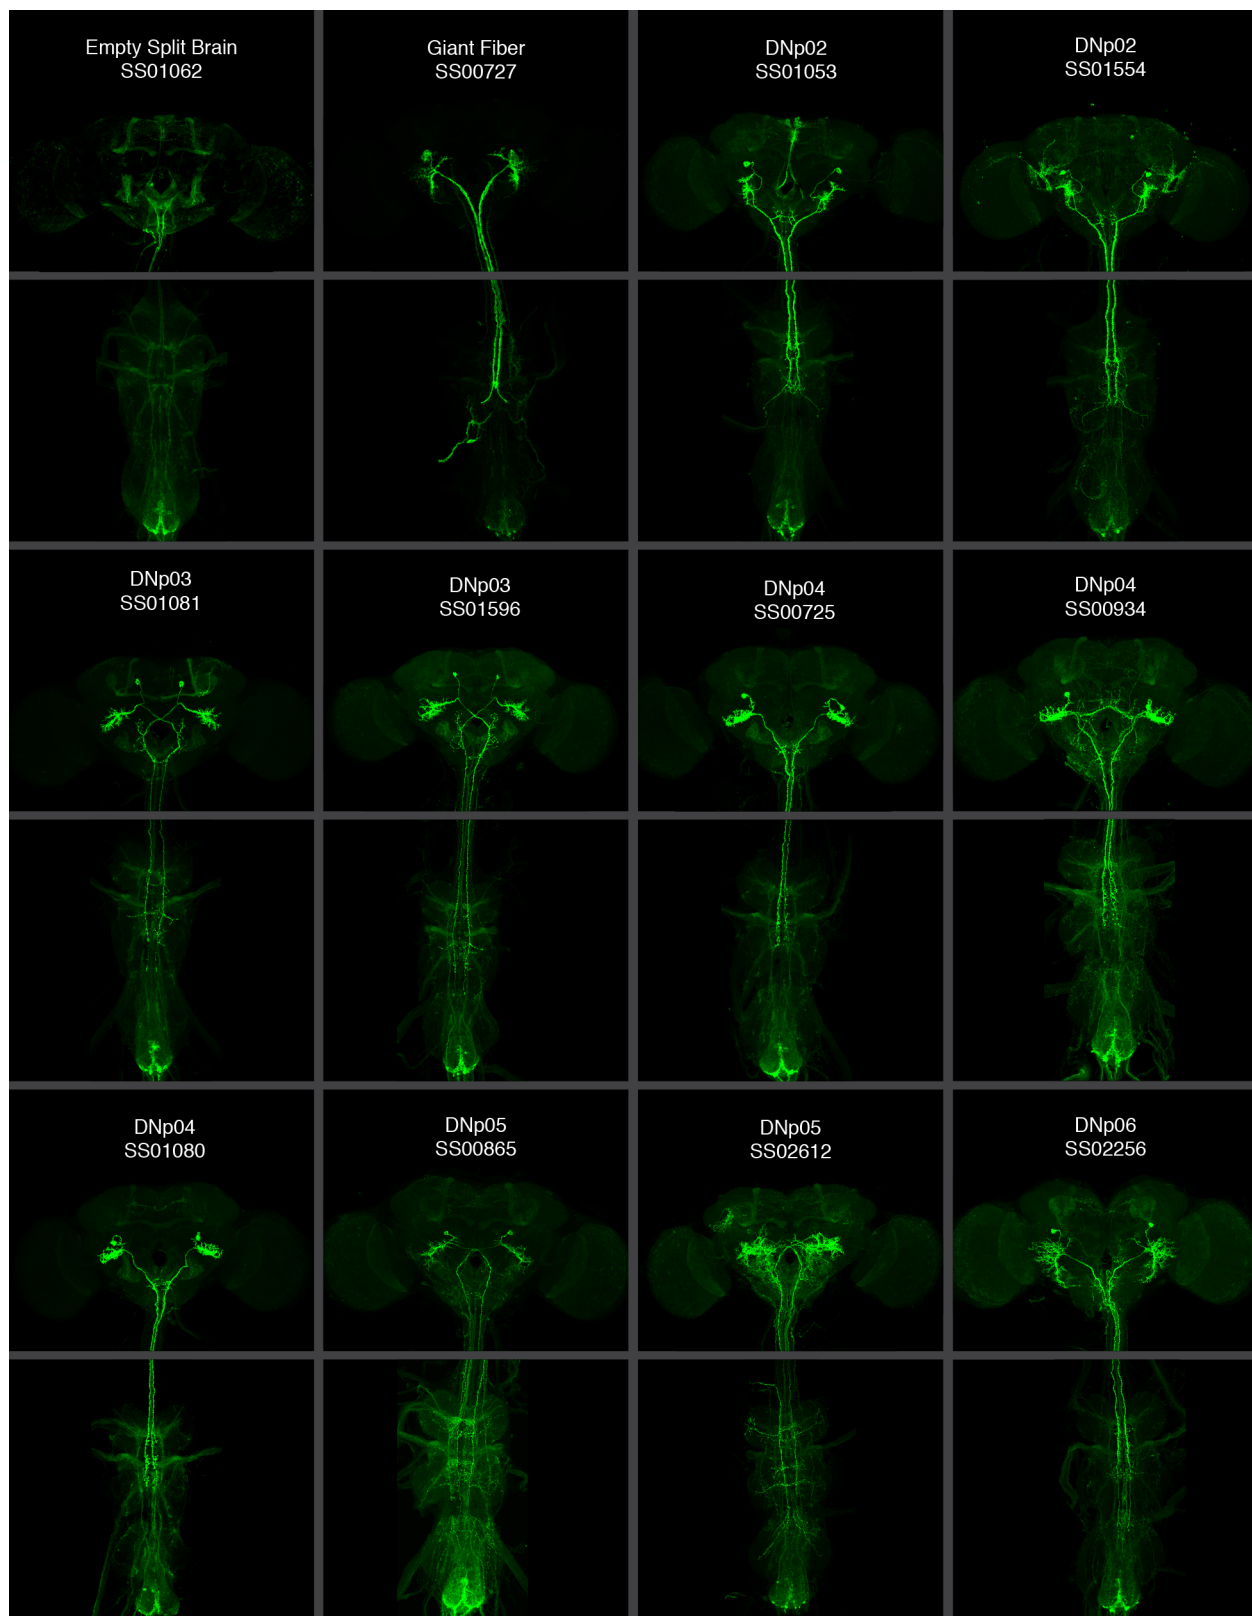 Empty Split Brain
SS01062
Giant Fiber
SS00727
DNp02
SS01053
DNp02
SS01554
DNp03
SS01081
DNp03
SS01596
DNp04
SS00725
DNp04
SS00934
DNp04
SS01080
DNp05
SS00865
DNp05
SS02612
DNp06
SS02256